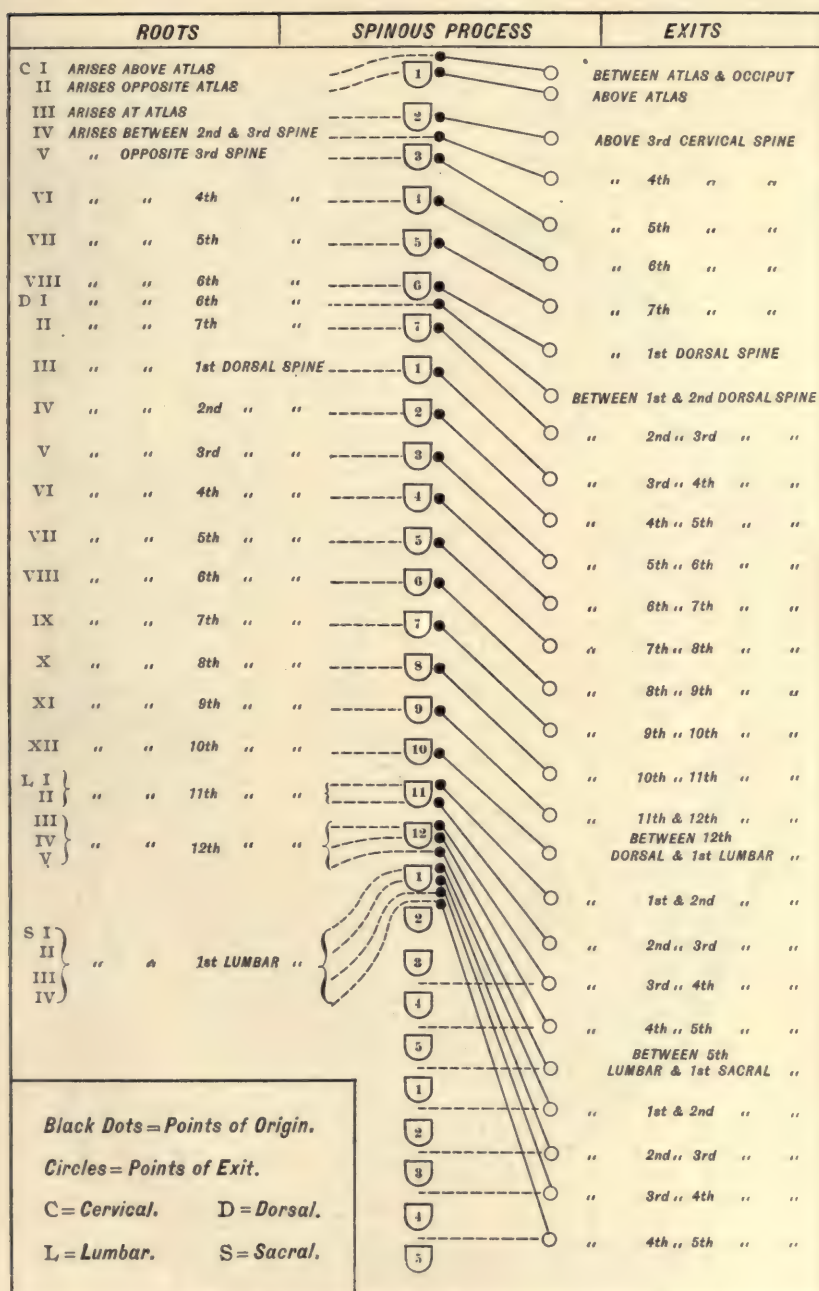 ROOTS SPINOUS PROCESS EXITS
C I ARISES ABOVE ATLAS BETWEEN ATLAS & OCCIPUT
II ARISES OPPOSITE ATLAS 1 ABOVE ATLAS
III ARISES AT ATLAS 2
IV ARISES BETWEEN 2nd & 3rd SPINE ABOVE 3rd CERVICAL SPINE
V " OPPOSITE 3rd SPINE 3
" 4th " "
VI " " 4th " 4
" 5th " "
VII " " 5th " 5
" 6th " "
VIII " " 6th " 6
D I " " 6th "
" 7th " "
II " " 7th " 7
" 1st DORSAL SPINE
III " " 1st DORSAL SPINE 1
BETWEEN 1st & 2nd DORSAL SPINE
IV " " 2nd " " 2
" 2nd " 3rd " "
V " " 3rd " " 3
" 3rd " 4th " "
VI " " 4th " " 4
" 4th " 5th " "
VII " " 5th " " 5
" 5th " 6th " "
VIII " " 6th " " 6
" 6th " 7th " "
IX " " 7th " " 7
" 7th " 8th " "
X " " 8th " " 8
" 8th " 9th " "
XI " " 9th " " 9
" 9th " 10th " "
XII " " 10th " " 10
" 10th " 11th " "
L I
II " " 11th " " 11
" 11th & 12th " "
III
IV " " 12th " " 12
V
BETWEEN 12th
DORSAL & 1st LUMBAR "
1
" 1st & 2nd " "
2
S I
II
" " 1st LUMBAR "
III
IV
" 2nd " 3rd " "
3
" 3rd " 4th " "
4
" 4th " 5th " "
5
BETWEEN 5th
LUMBAR & 1st SACRAL "
1
" 1st & 2nd " "
2
" 2nd " 3rd " "
3
" 3rd " 4th " "
4
" 4th " 5th " "
5
Black Dots = Points of Origin.
Circles = Points of Exit.
C = Cervical. D = Dorsal.
L = Lumbar. S = Sacral.